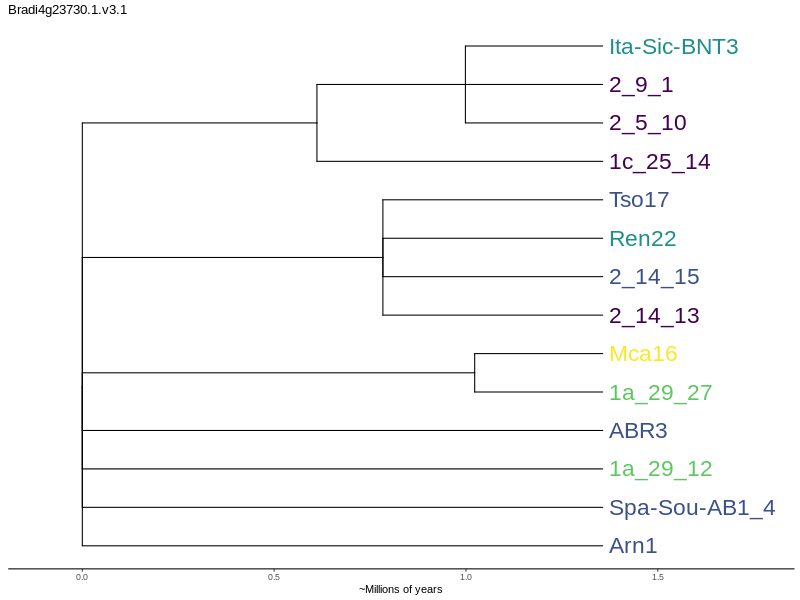 Bradi4g23730.1.v3.1
Ita-Sic-BNT3
2_9_1
2_5_10
1c_25_14
Tso17
Ren22
2_14_15
2_14_13
Mca16
1a_29_27
ABR3
1a_29_12
Spa-Sou-AB1_4
Arn1
0.0 0.5 1.0 1.5
~Millions of years